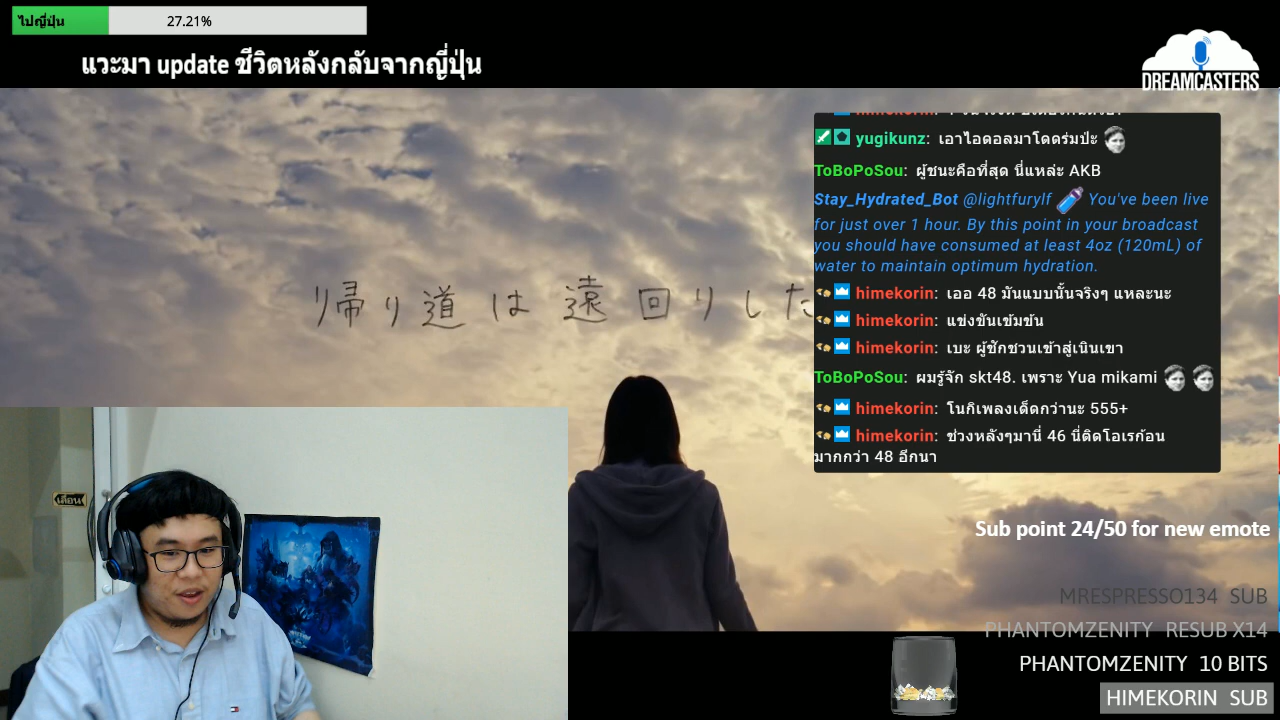 ไปญี่ปุ่น 27.21%
แวะมา update ชีวิตหลังกลับจากญี่ปุ่น
DREAMCASTERS
yugikunz: เอาไอดอลมาโดดร่มป่ะ
ToBoPoSou: ผู้ชนะคือที่สุด นี่แหล่ะ AKB
Stay_Hydrated_Bot @lightfurylf You've been live
for just over 1 hour. By this point in your broadcast
you should have consumed at least 4oz (120mL) of
water to maintain optimum hydration.
himekorin: เออ 48 มันแบบนั้นจริงๆ แหละนะ
himekorin: แข่งขันเข้มข้น
himekorin: เบะ ผู้ชักชวนเข้าสู่เนินเขา
ToBoPoSou: ผมรู้จัก skt48. เพราะ Yua mikami
himekorin: โนกิเพลงเด็ดกว่านะ 555+
himekorin: ช่วงหลังๆมานี่ 46 นี่ติดโอเรก้อน
มากกว่า 48 อีกนา
帰り道は遠回りした
เตือน
Sub point 24/50 for new emote
MRESPRESSO134 SUB
PHANTOMZENITY RESUB X14
PHANTOMZENITY 10 BITS
HIMEKORIN SUB